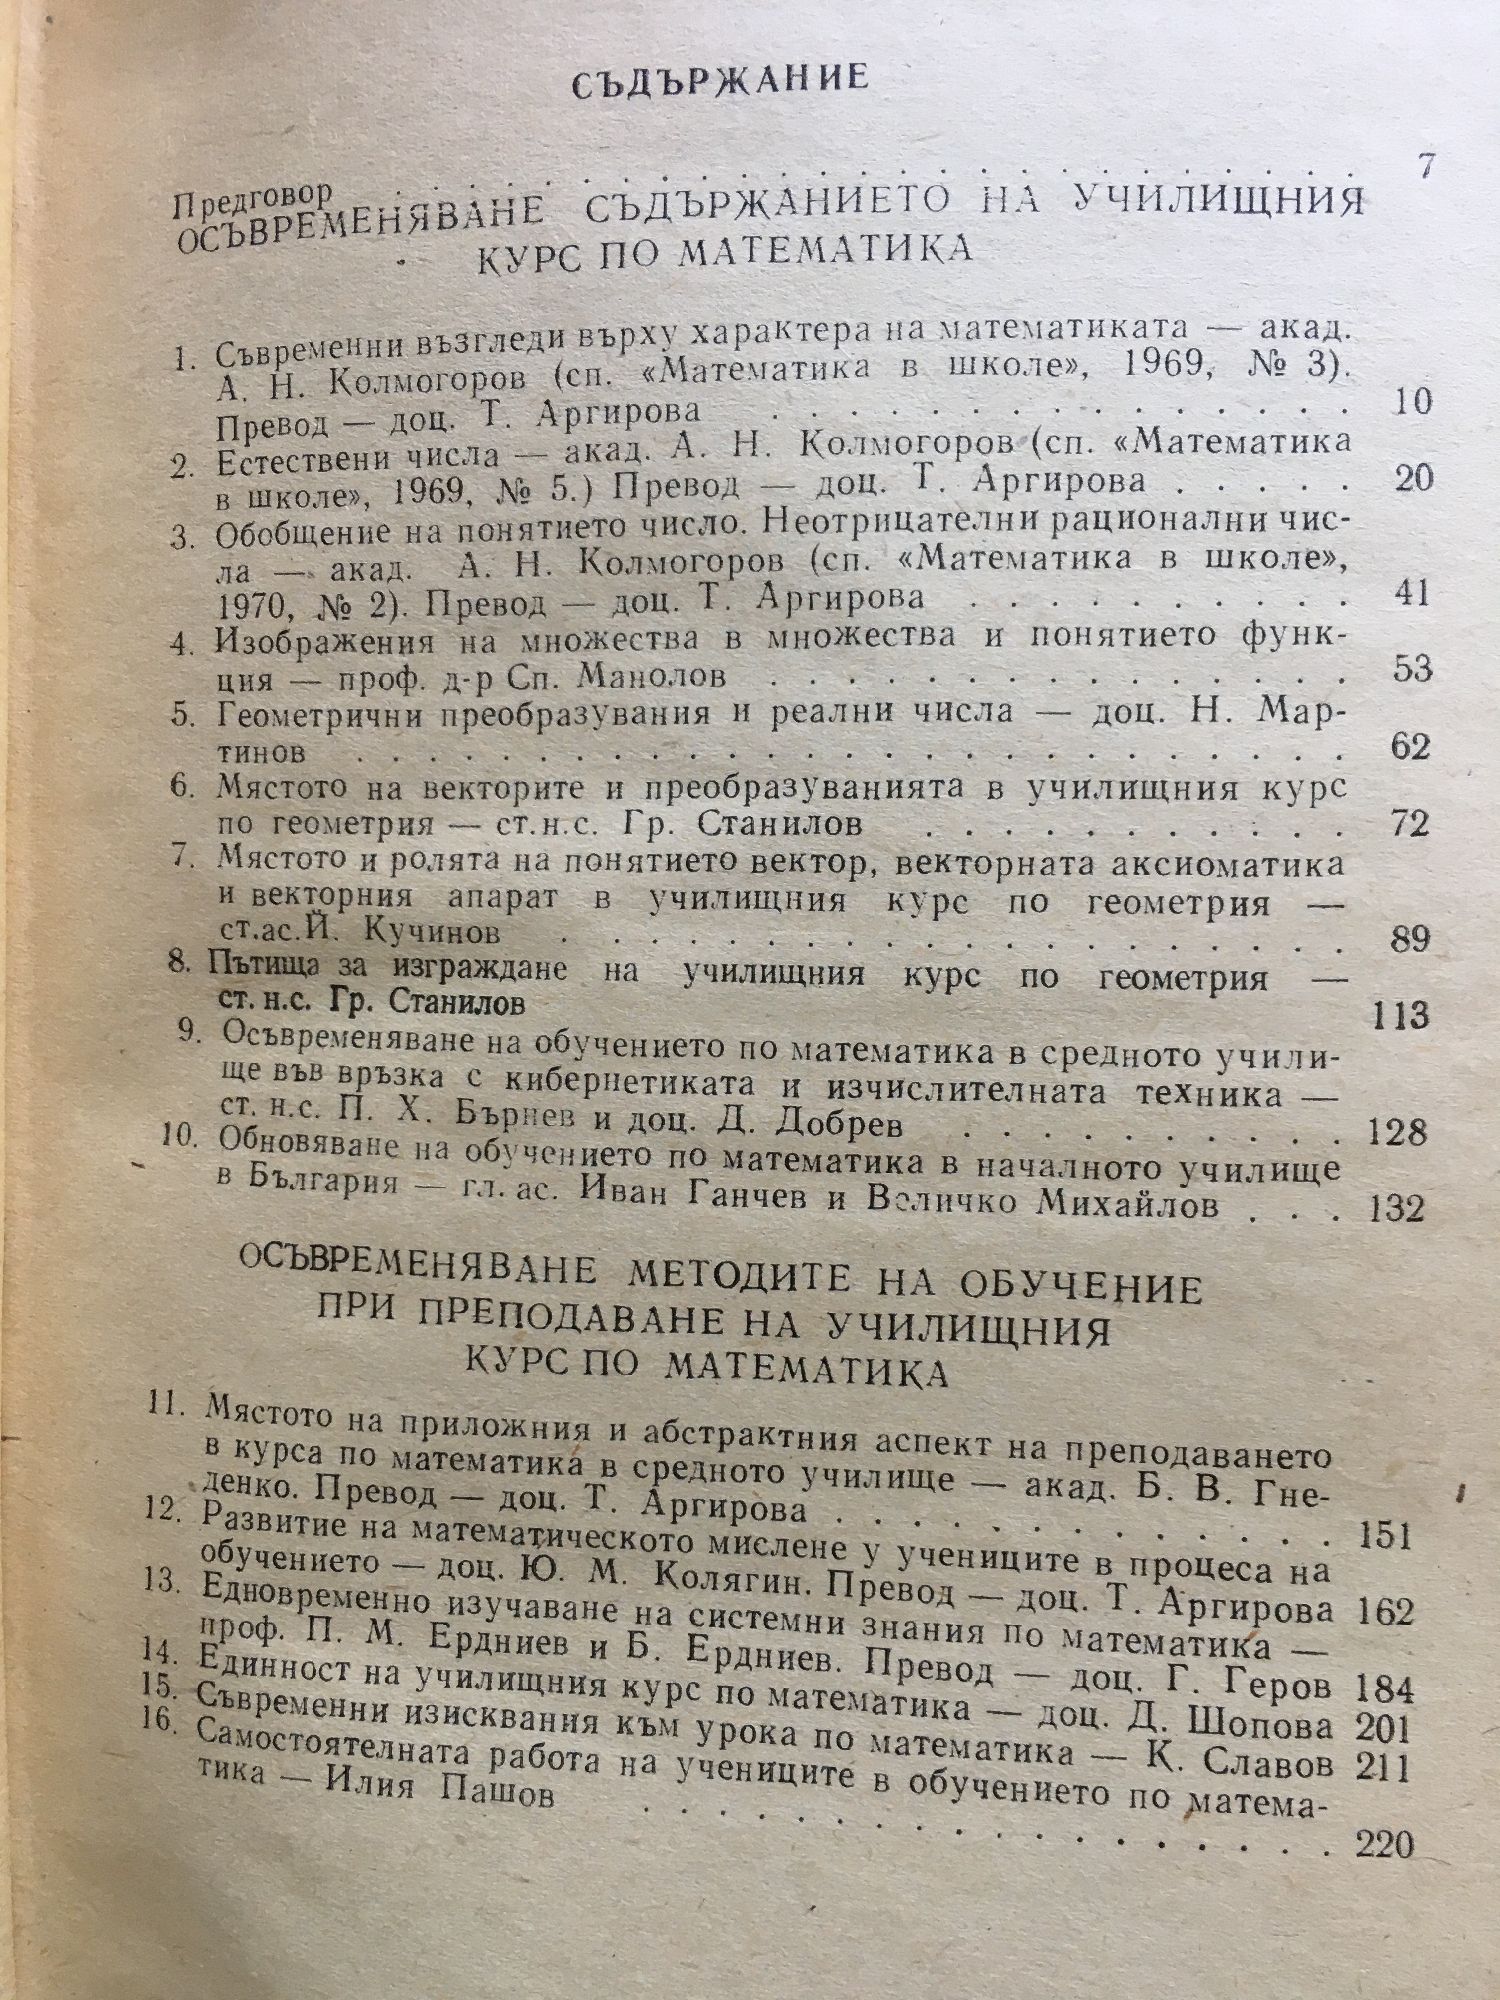 СЪДЪРЖАНИЕ
Предговор . . . . . . . . . . . . . . . . . . . . . . . . . . . 7
ОСЪВРЕМЕНЯВАНЕ СЪДЪРЖАНИЕТО НА УЧИЛИЩНИЯ
КУРС ПО МАТЕМАТИКА
1. Съвременни възгледи върху характера на математиката — акад.
А. Н. Колмогоров (сп. «Математика в школе», 1969, № 3).
Превод — доц. Т. Аргирова . . . . . . . . . . . . . . . 10
2. Естествени числа — акад. А. Н. Колмогоров (сп. «Математика
в школе», 1969, № 5.) Превод — доц. Т. Аргирова . . . . . 20
3. Обобщение на понятието число. Неотрицателни рационални чис-
ла — акад. А. Н. Колмогоров (сп. «Математика в школе»,
1970, № 2). Превод — доц. Т. Аргирова . . . . . . . . . . 41
4. Изображения на множества в множества и понятието функ-
ция — проф. д-р Сп. Манолов . . . . . . . . . . . . . . . 53
5. Геометрични преобразувания и реални числа — доц. Н. Мар-
тинов . . . . . . . . . . . . . . . . . . . . . . . . . . 62
6. Мястото на векторите и преобразуванията в училищния курс
по геометрия — ст.н.с. Гр. Станилов . . . . . . . . . . . 72
7. Мястото и ролята на понятието вектор, векторната аксиоматика
и векторния апарат в училищния курс по геометрия —
ст.ас.Й. Кучинов . . . . . . . . . . . . . . . . . . . . 89
8. Пътища за изграждане на училищния курс по геометрия —
ст. н.с. Гр. Станилов 113
9. Осъвременяване на обучението по математика в средното учили-
ще във връзка с кибернетиката и изчислителната техника —
ст. н.с. П. Х. Бърнев и доц. Д. Добрев . . . . . . . . . . 128
10. Обновяване на обучението по математика в началното училище
в България — гл. ас. Иван Ганчев и Величко Михайлов . . . 132
ОСЪВРЕМЕНЯВАНЕ МЕТОДИТЕ НА ОБУЧЕНИЕ
ПРИ ПРЕПОДАВАНЕ НА УЧИЛИЩНИЯ
КУРС ПО МАТЕМАТИКА
11. Мястото на приложния и абстрактния аспект на преподаването
в курса по математика в средното училище — акад. Б. В. Гне-
денко. Превод — доц. Т. Аргирова . . . . . . . . . . . . . 151
12. Развитие на математическото мислене у учениците в процеса на
обучението — доц. Ю. М. Колягин. Превод — доц. Т. Аргирова 162
13. Едновременно изучаване на системни знания по математика —
проф. П. М. Ердниев и Б. Ердниев. Превод — доц. Г. Геров 184
14. Единност на училищния курс по математика — доц. Д. Шопова 201
15. Съвременни изисквания към урока по математика — К. Славов 211
16. Самостоятелната работа на учениците в обучението по матема-
тика — Илия Пашов . . . . . . . . . . . . . . . . . . 220